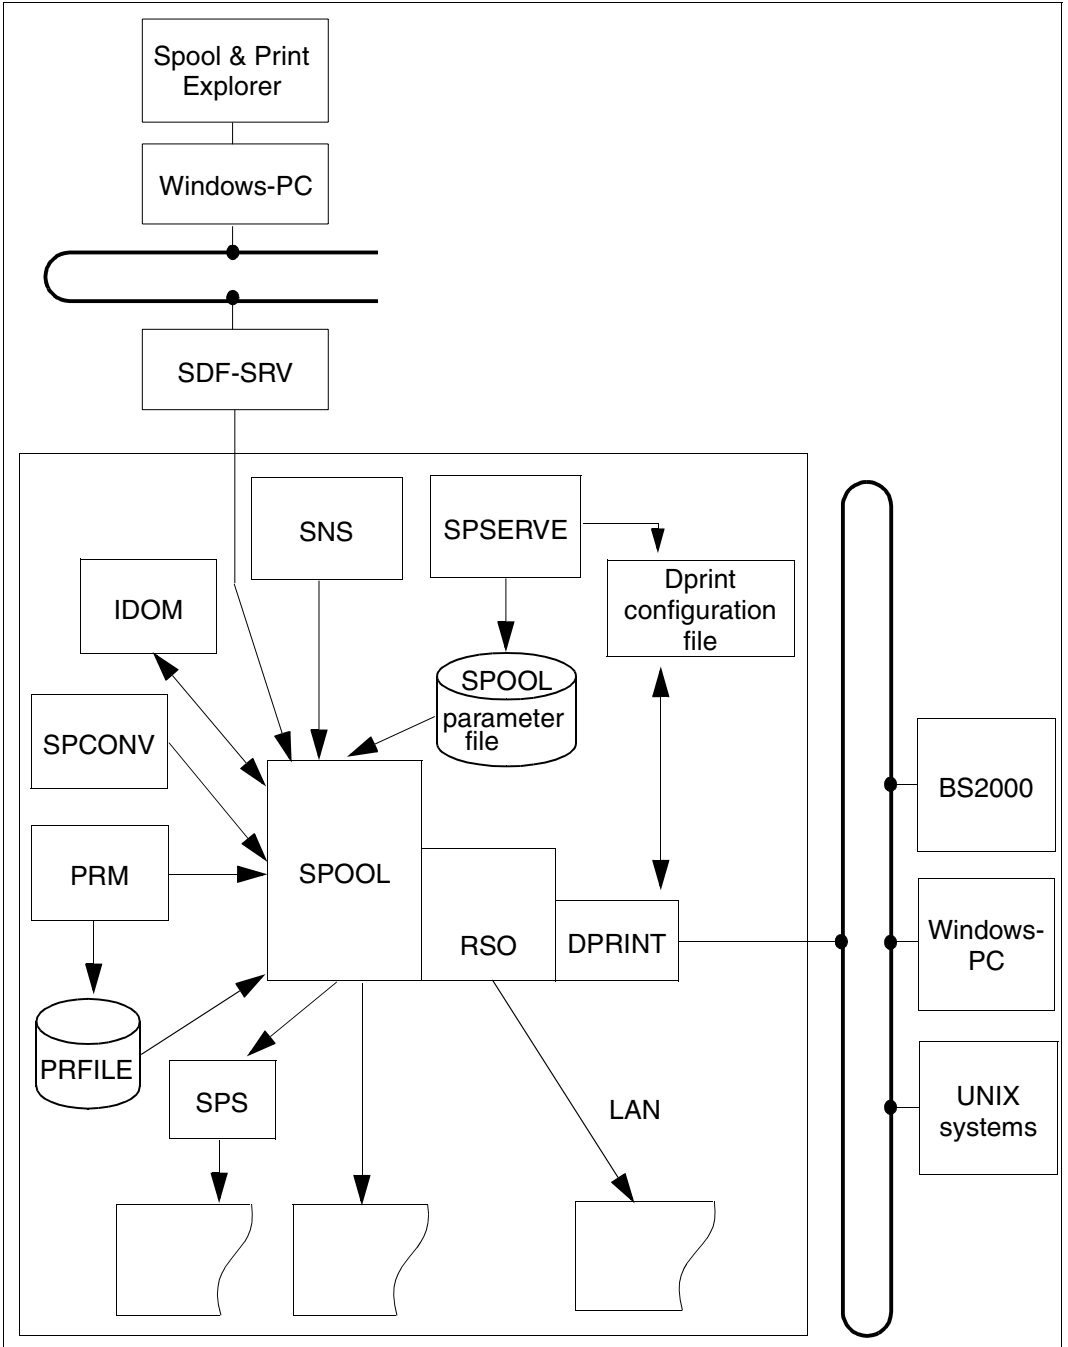 Spool & Print
Explorer
Windows-PC
SDF-SRV
SNS
SPSERVE
IDOM
Dprint
configuration
file
SPOOL
parameter
file
SPCONV
BS2000
PRM
SPOOL
RSO
DPRINT
Windows-
PC
PRFILE
SPS
LAN
UNIX
systems